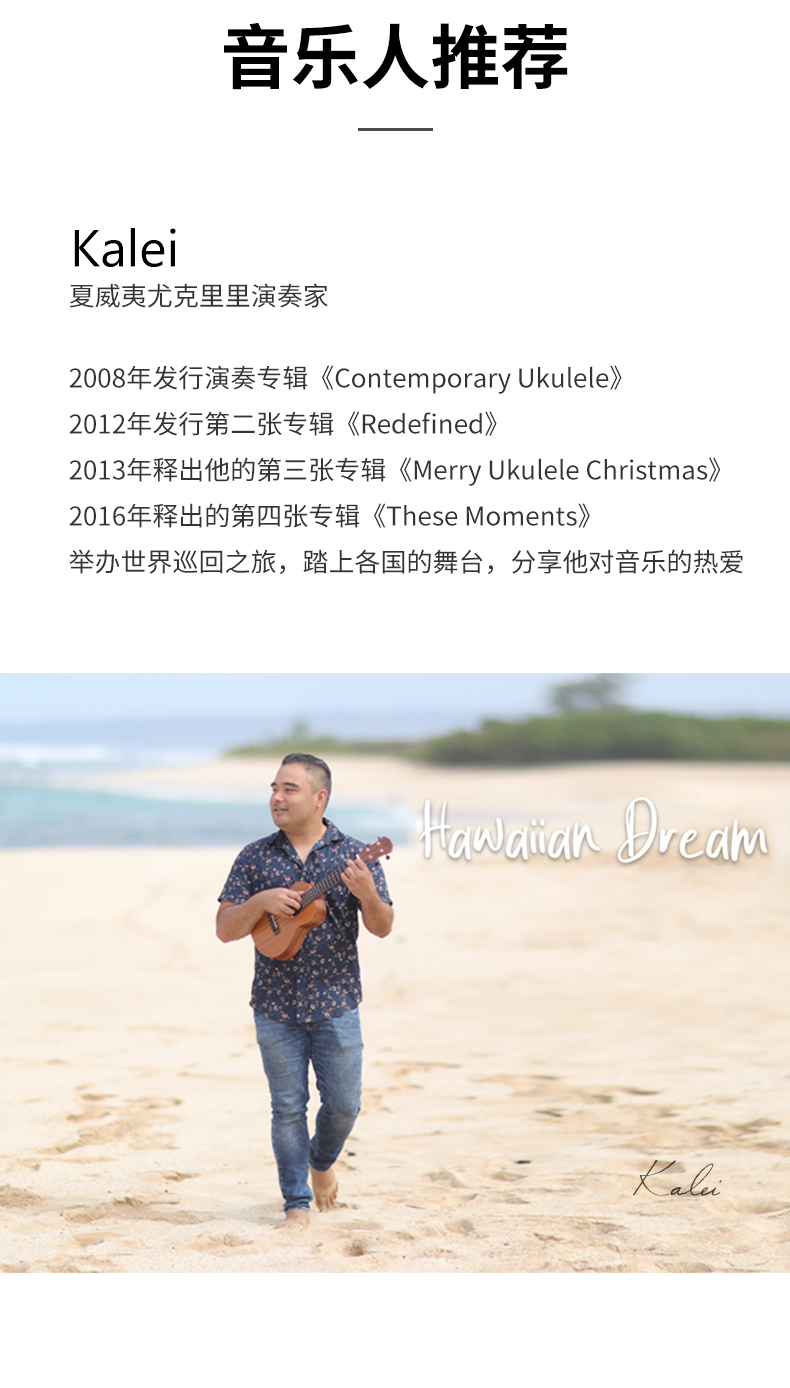 音乐人推荐
Kalei
夏威夷尤克里里演奏家
2008年发行演奏专辑《Contemporary Ukulele》
2012年发行第二张专辑《Redefined》
2013年释出他的第三张专辑《Merry Ukulele Christmas》
2016年释出的第四张专辑《These Moments》
举办世界巡回之旅，踏上各国的舞台，分享他对音乐的热爱
Hawaiian Dream
Kalei